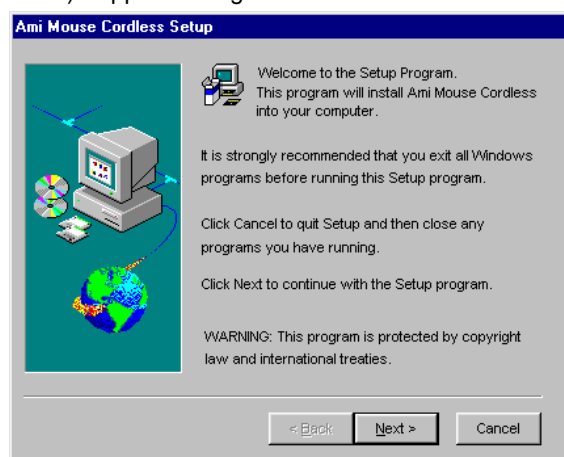 Ami Mouse Cordless Setup
Welcome to the Setup Program.
This program will install Ami Mouse Cordless
into your computer.
It is strongly recommended that you exit all Windows
programs before running this Setup program.
Click Cancel to quit Setup and then close any
programs you have running.
Click Next to continue with the Setup program.
WARNING: This program is protected by copyright
law and international treaties.
< Back Next > Cancel